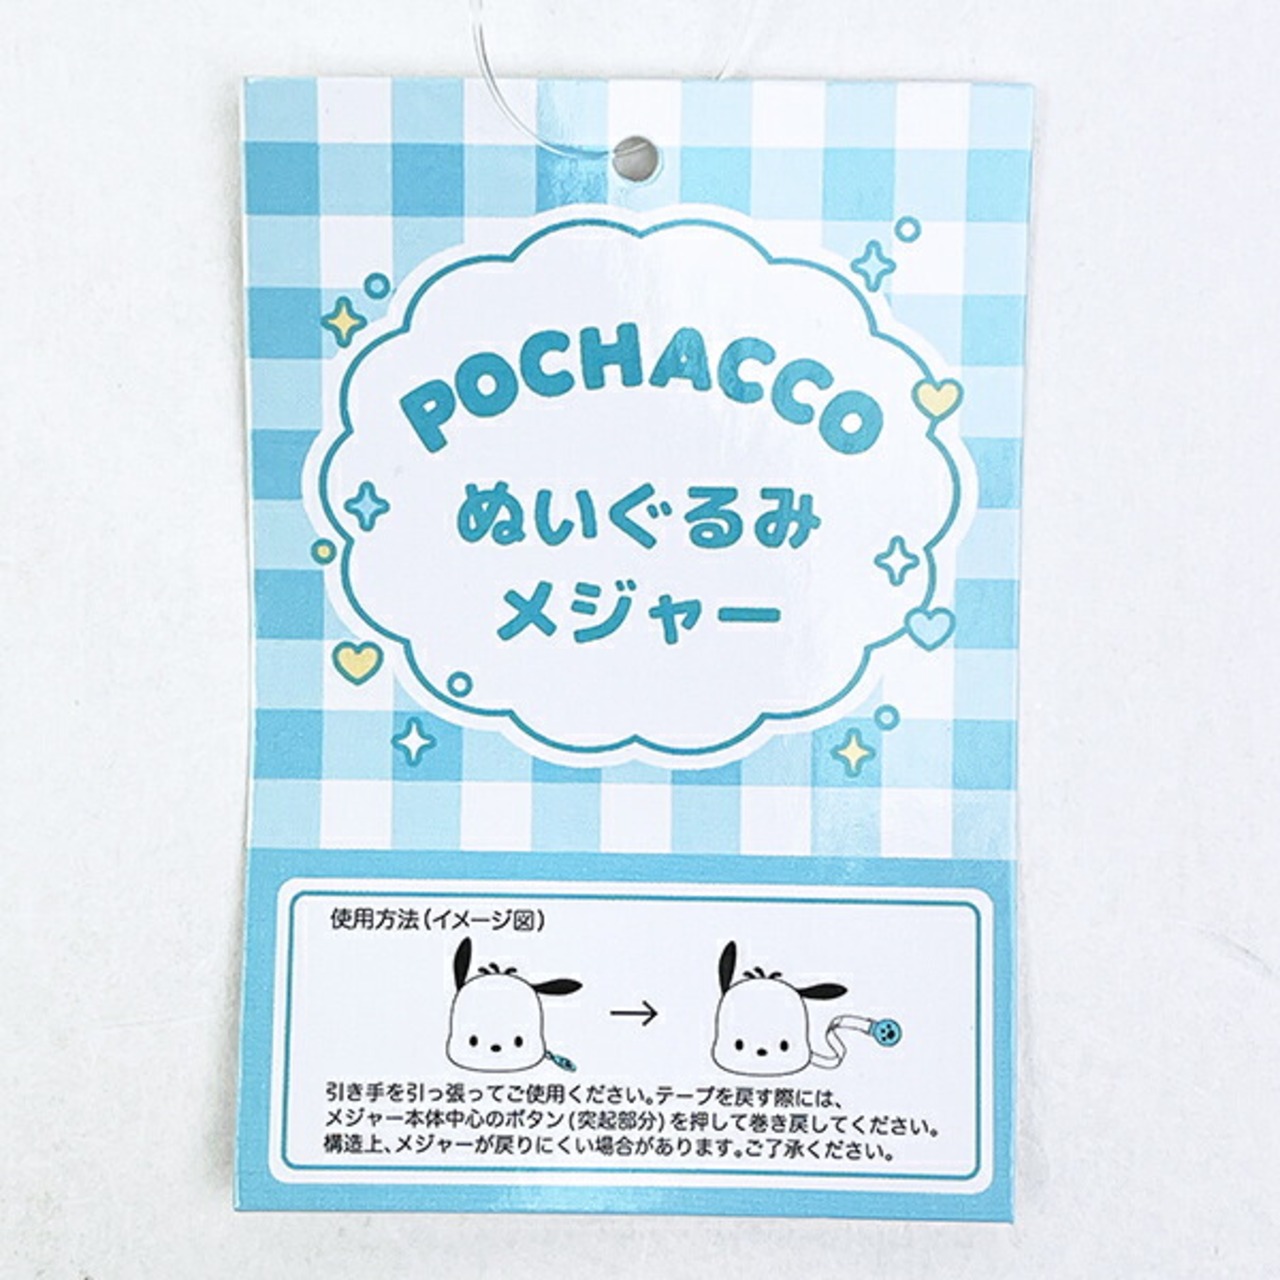 POCHACCO
ぬいぐるみ
メジャー
使用方法(イメージ図)
引き手を引っ張ってご使用ください。テープを戻す際には、
メジャー本体中心のボタン(突起部分)を押して巻き戻してください。
構造上、メジャーが戻りにくい場合があります。ご了承ください。